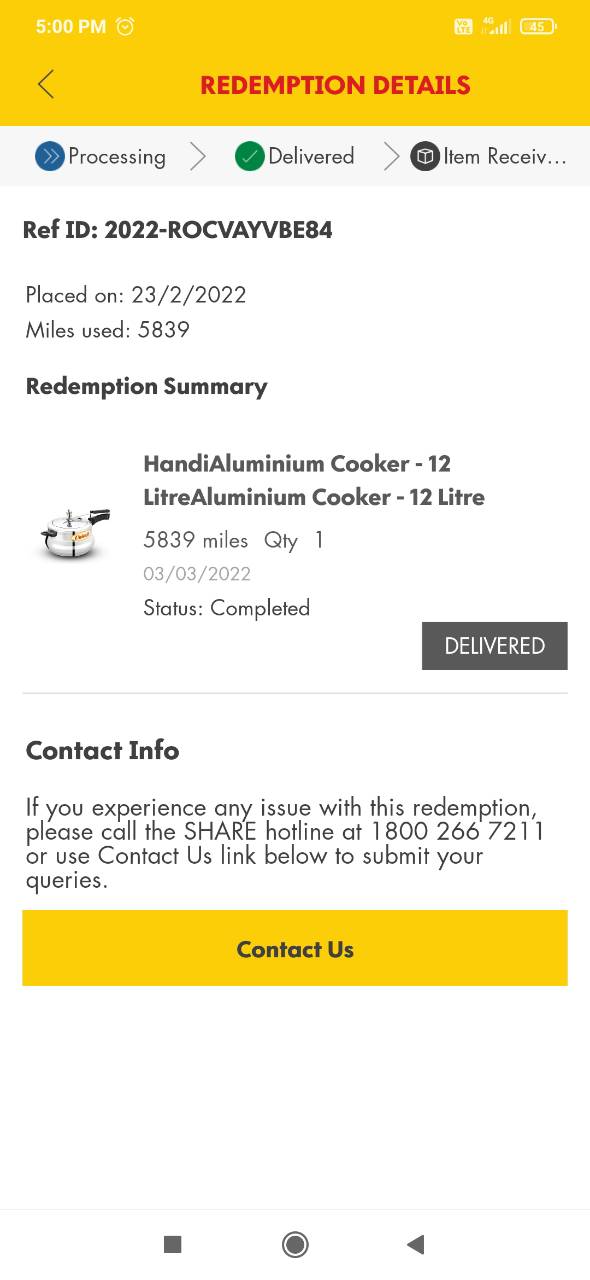 5:00 PM
Vo LTE 4G 45
REDEMPTION DETAILS
Processing Delivered Item Receiv...
Ref ID: 2022-ROCVAYVBE84
Placed on: 23/2/2022
Miles used: 5839
Redemption Summary
HandiAluminium Cooker - 12
LitreAluminium Cooker - 12 Litre
5839 miles Qty 1
03/03/2022
Status: Completed
DELIVERED
Contact Info
If you experience any issue with this redemption,
please call the SHARE hotline at 1800 266 7211
or use Contact Us link below to submit your
queries.
Contact Us